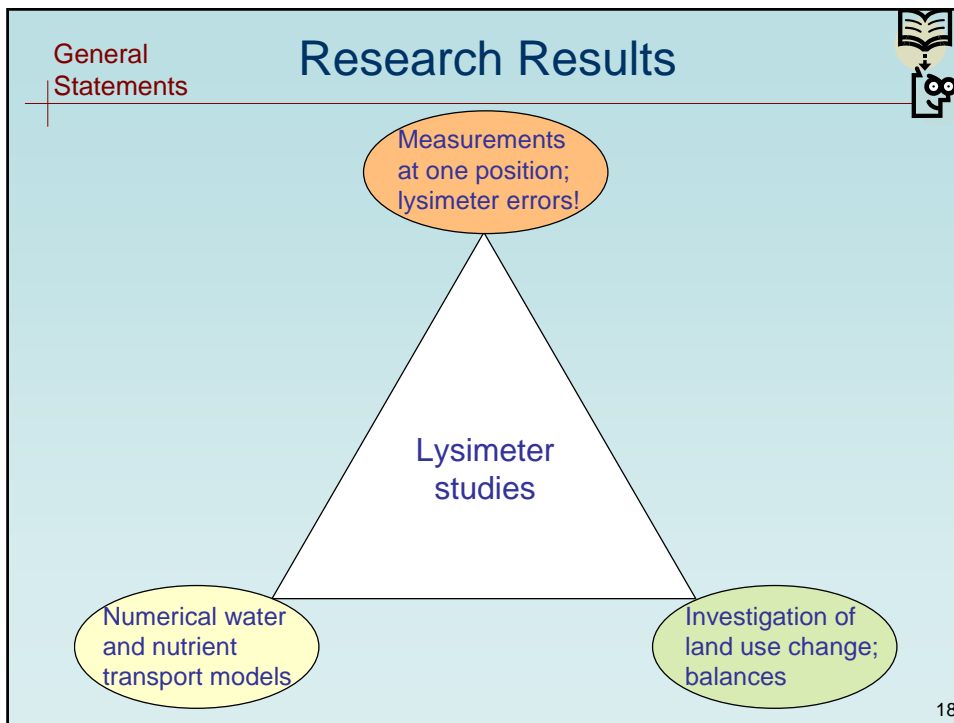 General
Statements
Research Results
Measurements
at one position;
lysimeter errors!
Lysimeter
studies
Numerical water
and nutrient
transport models
Investigation of
land use change;
balances
18